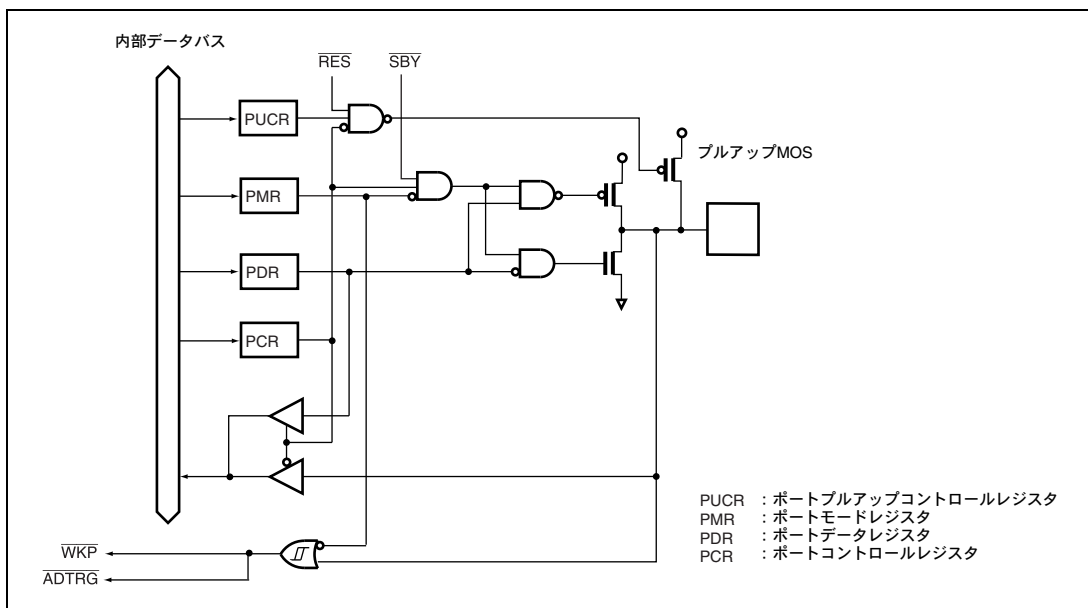 内部データバス
RES
SBY
PUCR
プルアップMOS
PMR
PDR
PCR
PUCR :ポートプルアップコントロールレジスタ
PMR :ポートモードレジスタ
PDR :ポートデータレジスタ
PCR :ポートコントロールレジスタ
WKP
ADTRG